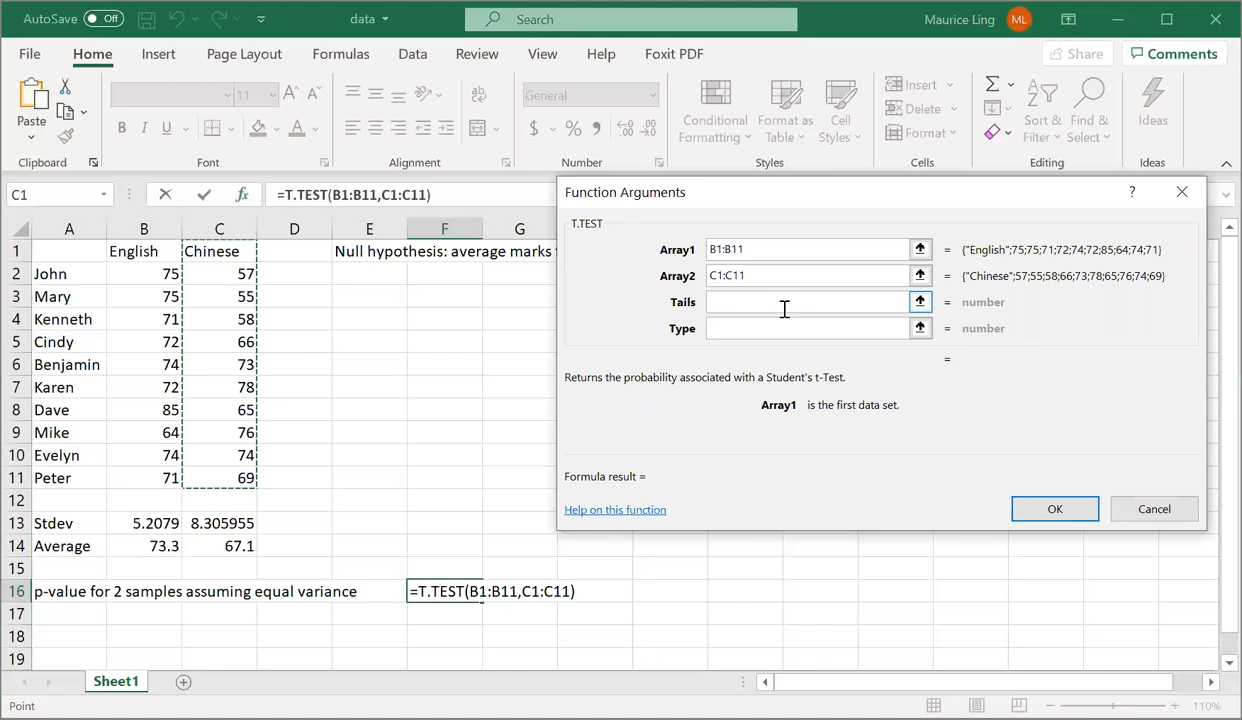 AutoSave Off data Search Maurice Ling ML
File Home Insert Page Layout Formulas Data Review View Help Foxit PDF Share Comments
Paste 11 General Conditional Formatting Format as Table Cell Styles Insert Delete Format Sort & Filter Find & Select Ideas
Clipboard Font Alignment Number Styles Cells Editing Ideas
C1 fx =T.TEST(B1:B11,C1:C11)
A B C D E F G
1 English Chinese Null hypothesis: average marks
2 John 75 57
3 Mary 75 55
4 Kenneth 71 58
5 Cindy 72 66
6 Benjamin 74 73
7 Karen 72 78
8 Dave 85 65
9 Mike 64 76
10 Evelyn 74 74
11 Peter 71 69
12
13 Stdev 5.2079 8.305955
14 Average 73.3 67.1
15
16 p-value for 2 samples assuming equal variance =T.TEST(B1:B11,C1:C11)
17
18
19
Function Arguments ?
T.TEST
Array1 B1:B11 = {"English";75;75;71;72;74;72;85;64;74;71}
Array2 C1:C11 = {"Chinese";57;55;58;66;73;78;65;76;74;69}
Tails = number
Type = number
=
Returns the probability associated with a Student's t-Test.
Array1 is the first data set.
Formula result =
Help on this function OK Cancel
Sheet1
Point 110%